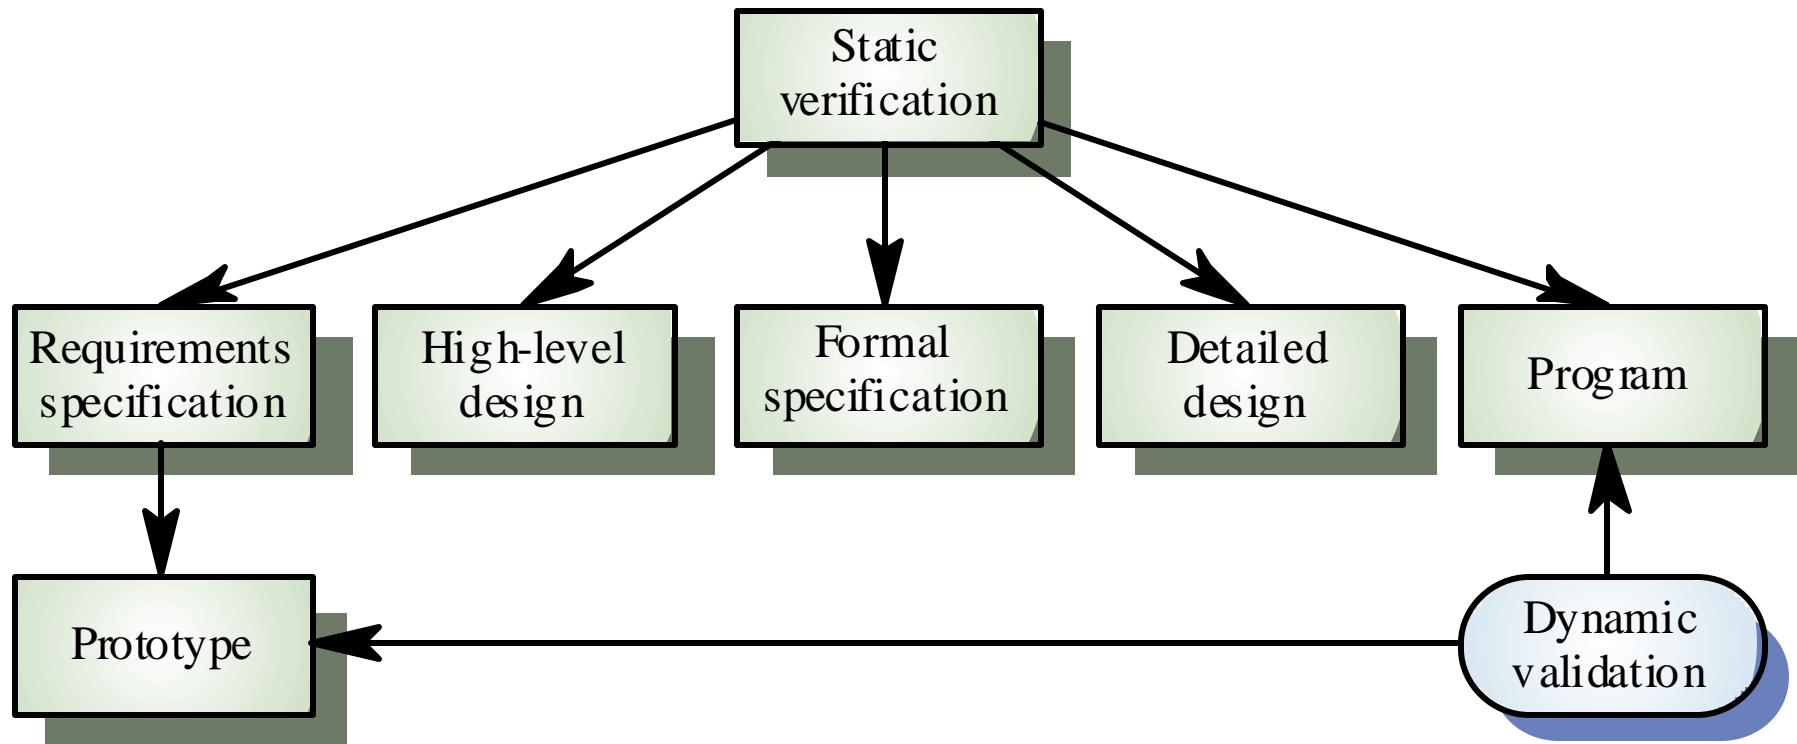 Static
verification
Requirements
specification
High-level
design
Formal
specification
Detailed
design
Program
Prototype
Dynamic
validation